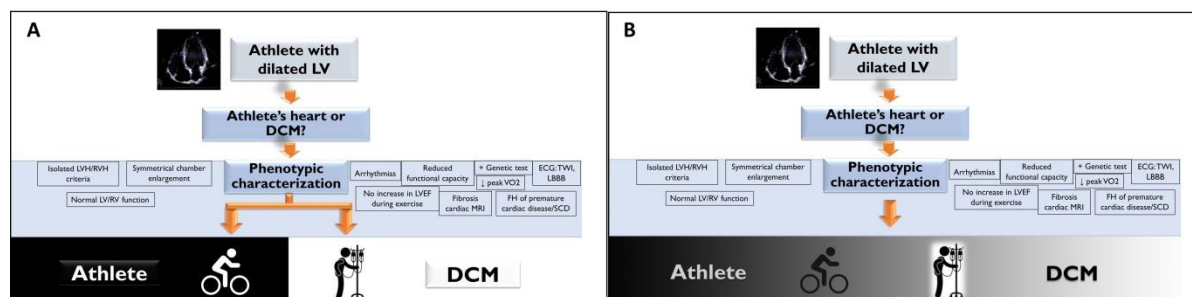 A
Athlete with
dilated LV
Athlete's heart or
DCM?
Phenotypic
characterization
Isolated LVH/RVH
criteria
Symmetrical chamber
enlargement
Normal LV/RV function
Arrhythmias
Reduced
functional capacity
+ Genetic test
↓ peak VO2
ECG:TWI,
LBBB
No increase in LVEF
during exercise
Fibrosis
cardiac MRI
FH of premature
cardiac disease/SCD
Athlete
DCM
B
Athlete with
dilated LV
Athlete's heart or
DCM?
Phenotypic
characterization
Isolated LVH/RVH
criteria
Symmetrical chamber
enlargement
Normal LV/RV function
Arrhythmias
Reduced
functional capacity
+ Genetic test
↓ peak VO2
ECG:TWI,
LBBB
No increase in LVEF
during exercise
Fibrosis
cardiac MRI
FH of premature
cardiac disease/SCD
Athlete
DCM